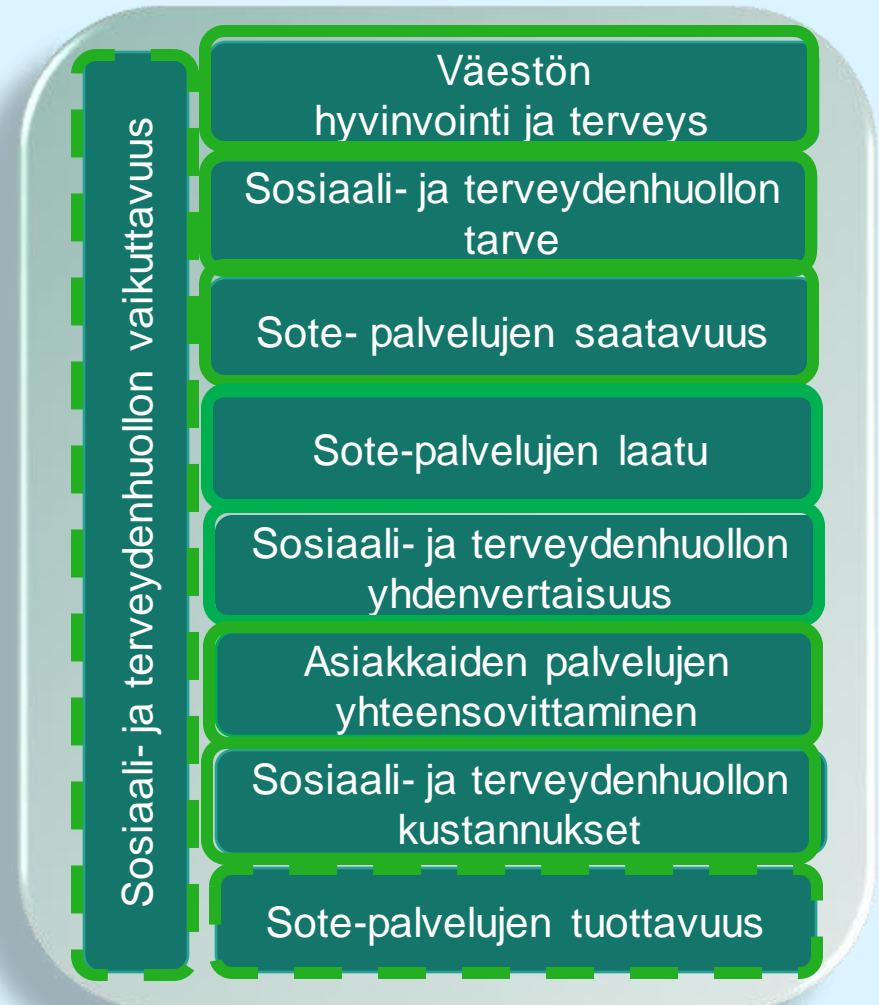 Sosiaali- ja terveydenhuollon vaikuttavuus
Väestön
hyvinvointi ja terveys
Sosiaali- ja terveydenhuollon
tarve
Sote- palvelujen saatavuus
Sote-palvelujen laatu
Sosiaali- ja terveydenhuollon
yhdenvertaisuus
Asiakkaiden palvelujen
yhteensovittaminen
Sosiaali- ja terveydenhuollon
kustannukset
Sote-palvelujen tuottavuus